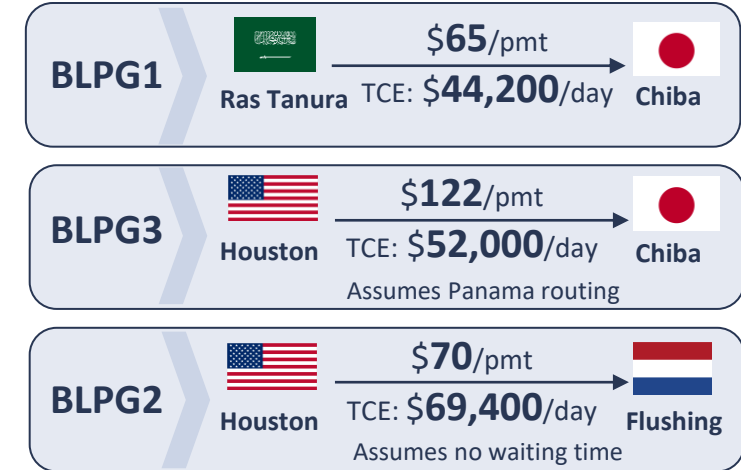 BLPG1
Ras Tanura
$65/pmt
TCE: $44,200/day
Chiba
BLPG3
Houston
$122/pmt
TCE: $52,000/day
Assumes Panama routing
Chiba
BLPG2
Houston
$70/pmt
TCE: $69,400/day
Assumes no waiting time
Flushing